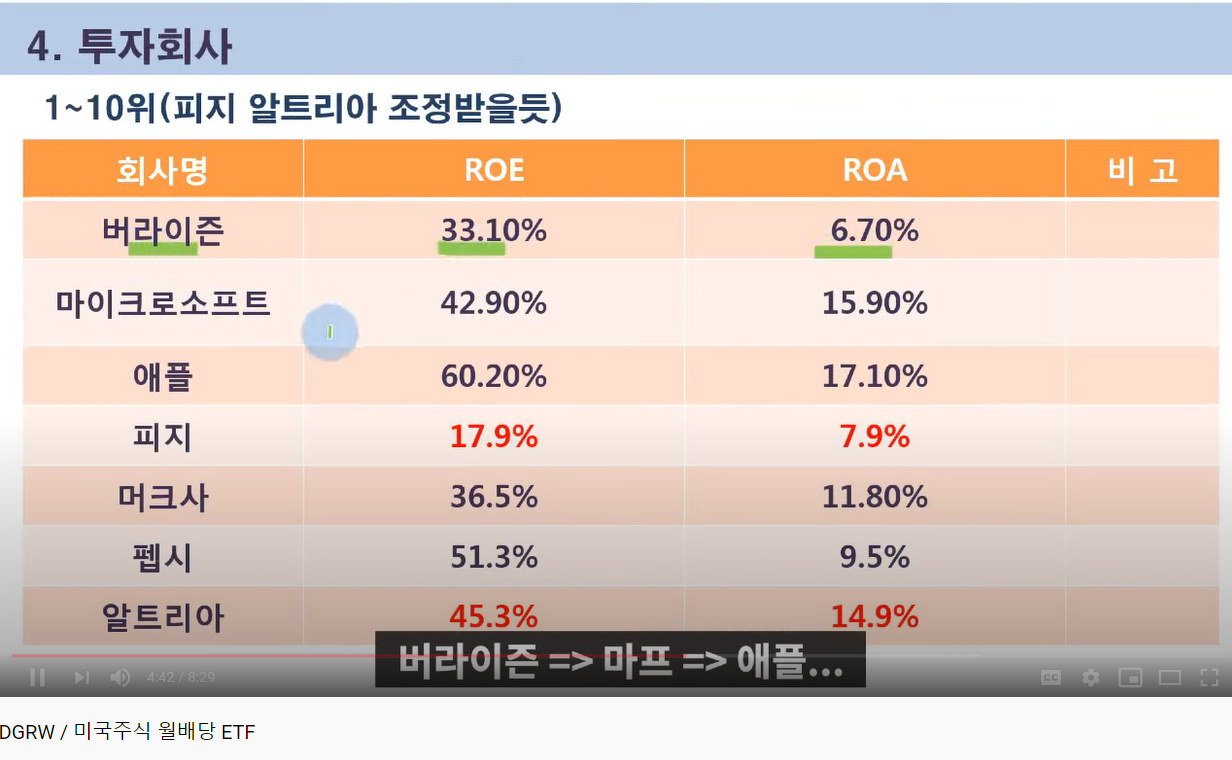 4. 투자회사
1~10위(피지 알트리아 조정받을듯)
회사명 ROE ROA 비 고
버라이즌 33.10% 6.70%
마이크로소프트 42.90% 15.90%
애플 60.20% 17.10%
피지 17.9% 7.9%
머크사 36.5% 11.80%
펩시 51.3% 9.5%
알트리아 45.3% 14.9%
버라이즌 => 마프 => 애플...
4:42 / 8:29 CC
DGRW / 미국주식 월배당 ETF